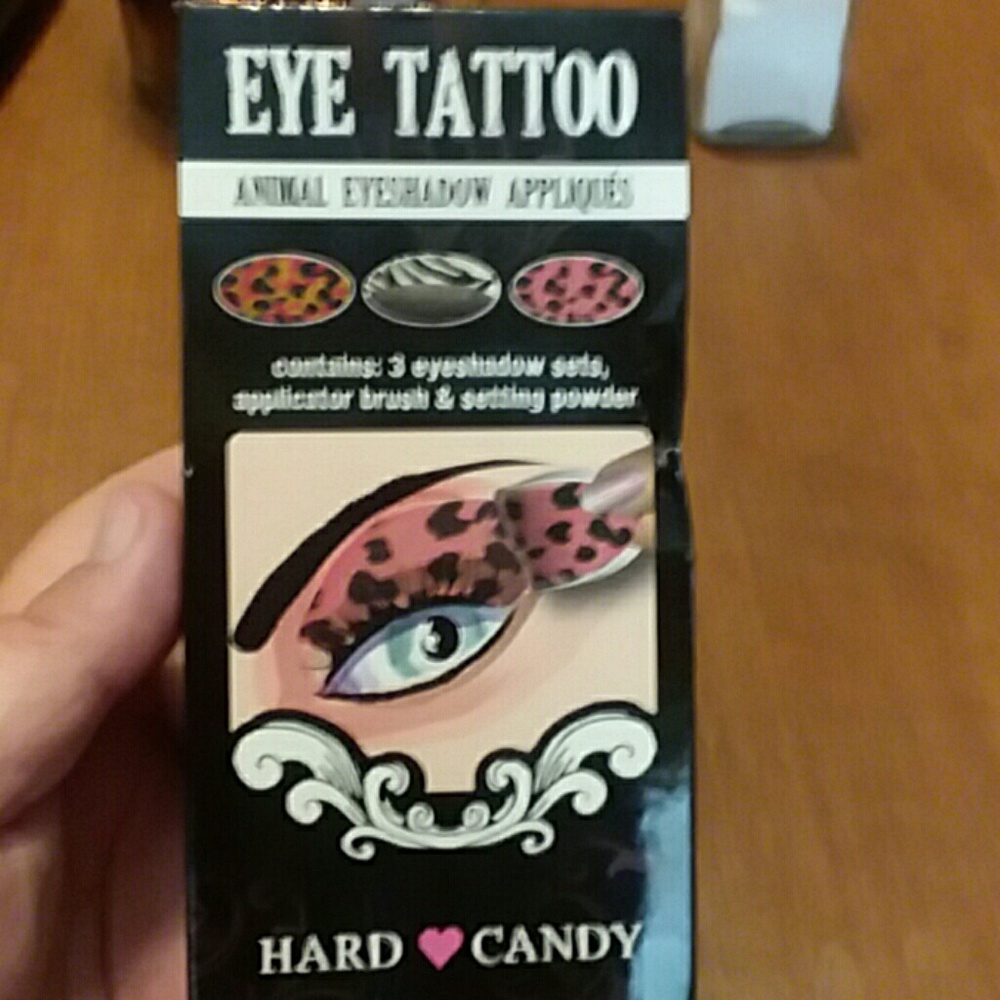 EYE TATTOO
ANIMAL EYESHADOW APPLIQUÉS
contains: 3 eyeshadow sets,
applicator brush & setting powder
HARD CANDY